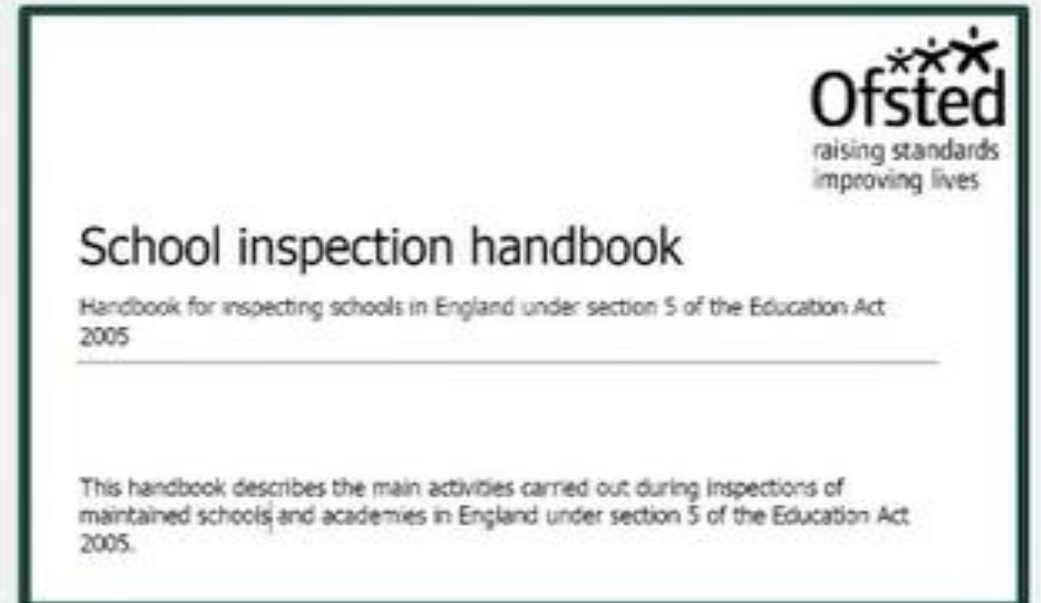 Ofsted
raising standards
improving lives
School inspection handbook
Handbook for inspecting schools in England under section 5 of the Education Act
2005
This handbook describes the main activities carried out during inspections of
maintained schools and academies in England under section 5 of the Education Act
2005.